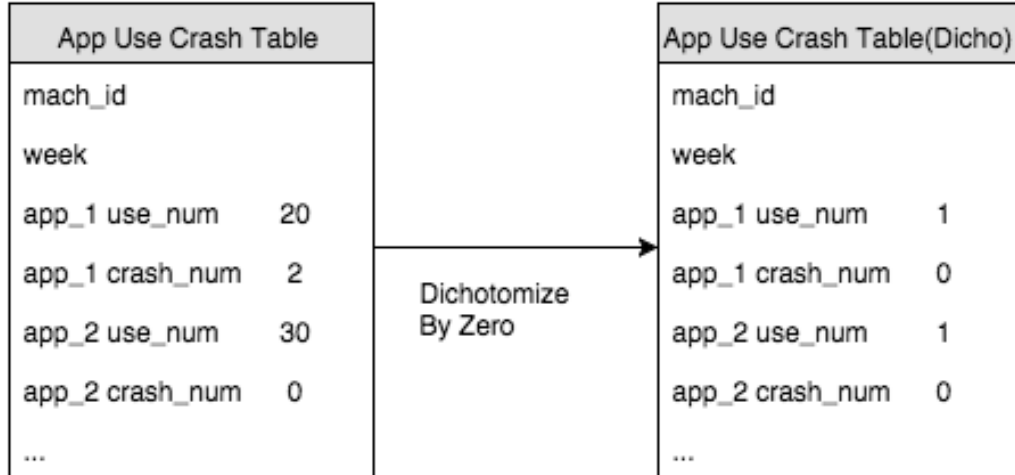 App Use Crash Table
mach_id
week
app_1 use_num 20
app_1 crash_num 2
app_2 use_num 30
app_2 crash_num 0
...
Dichotomize
By Zero
App Use Crash Table(Dicho)
mach_id
week
app_1 use_num 1
app_1 crash_num 0
app_2 use_num 1
app_2 crash_num 0
...